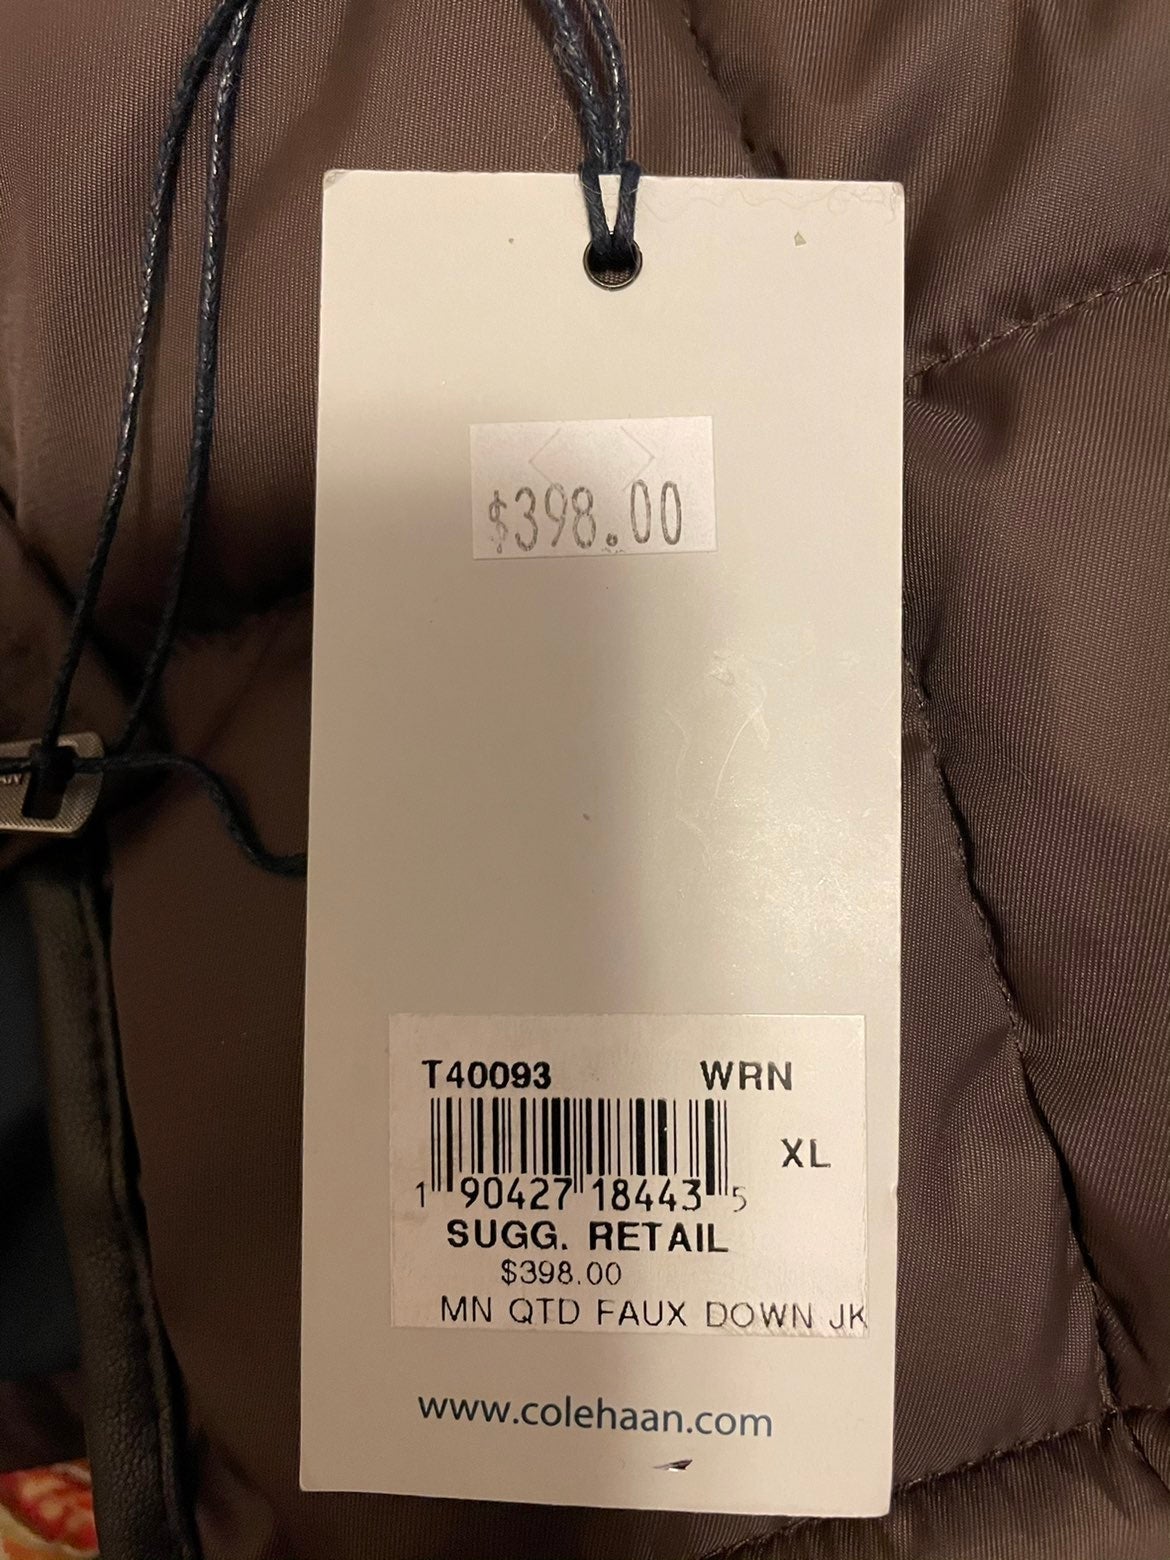 $398.00
T40093 WRN
XL
1 90427 18443 5
SUGG. RETAIL
$398.00
MN QTD FAUX DOWN JK
www.colehaan.com